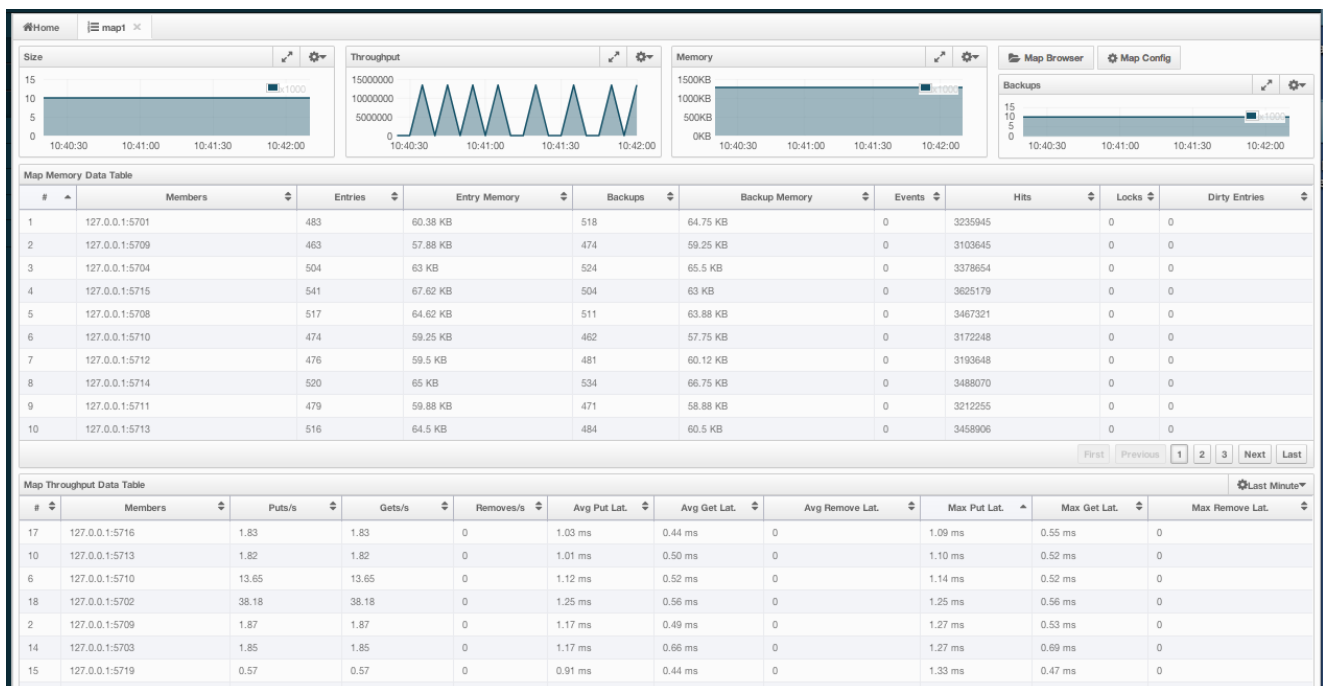 Home map1
Size
15
10
5
0
x1000
10:40:30 10:41:00 10:41:30 10:42:00
Throughput
15000000
10000000
5000000
0
10:40:30 10:41:00 10:41:30 10:42:00
Memory
1500KB
1000KB
500KB
0KB
x1000
10:40:30 10:41:00 10:41:30 10:42:00
Map Browser Map Config
Backups
15
10
5
0
x1000
10:40:30 10:41:00 10:41:30 10:42:00
Map Memory Data Table
# Members Entries Entry Memory Backups Backup Memory Events Hits Locks Dirty Entries
1 127.0.0.1:5701 483 60.38 KB 518 64.75 KB 0 3235945 0 0
2 127.0.0.1:5709 463 57.88 KB 474 59.25 KB 0 3103645 0 0
3 127.0.0.1:5704 504 63 KB 524 65.5 KB 0 3378654 0 0
4 127.0.0.1:5715 541 67.62 KB 504 63 KB 0 3625179 0 0
5 127.0.0.1:5708 517 64.62 KB 511 63.88 KB 0 3467321 0 0
6 127.0.0.1:5710 474 59.25 KB 462 57.75 KB 0 3172248 0 0
7 127.0.0.1:5712 476 59.5 KB 481 60.12 KB 0 3193648 0 0
8 127.0.0.1:5714 520 65 KB 534 66.75 KB 0 3488070 0 0
9 127.0.0.1:5711 479 59.88 KB 471 58.88 KB 0 3212255 0 0
10 127.0.0.1:5713 516 64.5 KB 484 60.5 KB 0 3458906 0 0
First Previous 1 2 3 Next Last
Map Throughput Data Table Last Minute
# Members Puts/s Gets/s Removes/s Avg Put Lat. Avg Get Lat. Avg Remove Lat. Max Put Lat. Max Get Lat. Max Remove Lat.
17 127.0.0.1:5716 1.83 1.83 0 1.03 ms 0.44 ms 0 1.09 ms 0.55 ms 0
10 127.0.0.1:5713 1.82 1.82 0 1.01 ms 0.50 ms 0 1.10 ms 0.52 ms 0
6 127.0.0.1:5710 13.65 13.65 0 1.12 ms 0.52 ms 0 1.14 ms 0.52 ms 0
18 127.0.0.1:5702 38.18 38.18 0 1.25 ms 0.56 ms 0 1.25 ms 0.56 ms 0
2 127.0.0.1:5709 1.87 1.87 0 1.17 ms 0.49 ms 0 1.27 ms 0.53 ms 0
14 127.0.0.1:5703 1.85 1.85 0 1.17 ms 0.66 ms 0 1.27 ms 0.69 ms 0
15 127.0.0.1:5719 0.57 0.57 0 0.91 ms 0.44 ms 0 1.33 ms 0.47 ms 0